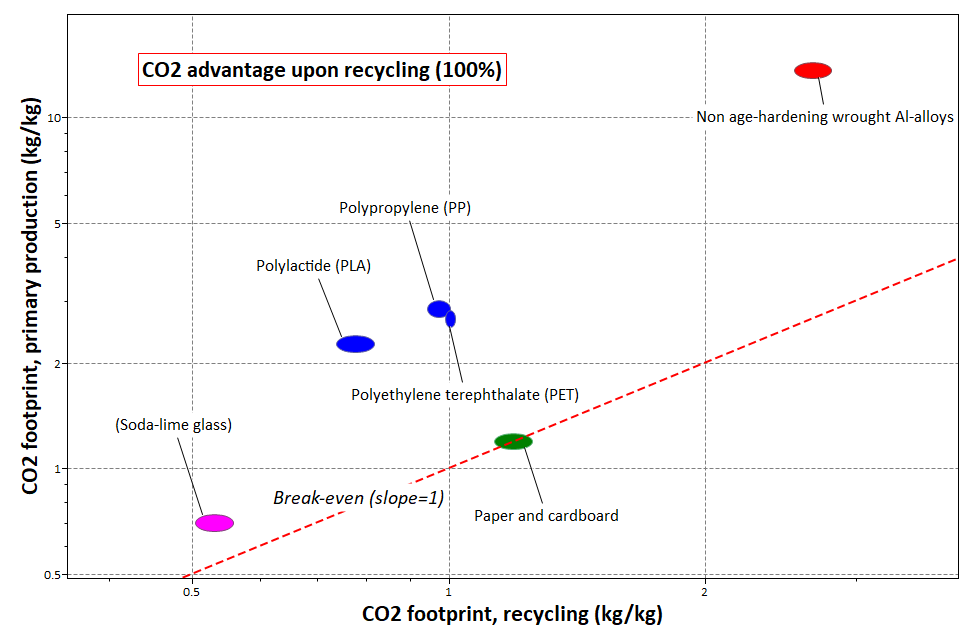 CO2 advantage upon recycling (100%)
Non age-hardening wrought Al-alloys
Polypropylene (PP)
Polylactide (PLA)
Polyethylene terephthalate (PET)
(Soda-lime glass)
Break-even (slope=1)
Paper and cardboard
CO2 footprint, primary production (kg/kg)
10
5
2
1
0.5
0.5
1
2
CO2 footprint, recycling (kg/kg)